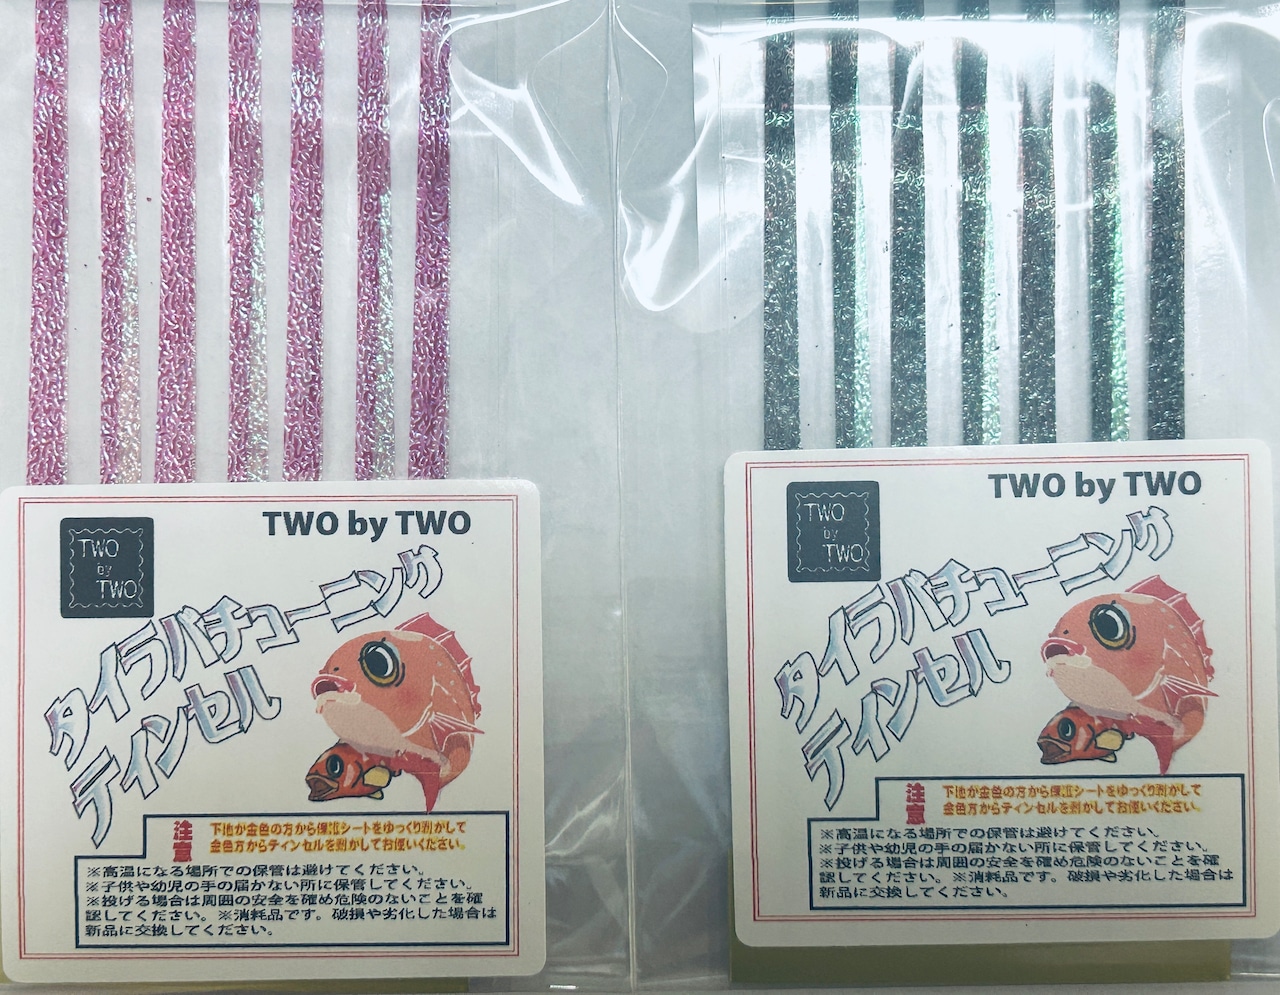 TWO by TWO
TWO
by
TWO
タイラバチューニング
ティンセル
注意
下地が金色の方から保護シートをゆっくり剥がして
金色方からティンセルを剥がしてお使いください。
※高温になる場所での保管は避けてください。
※子供や幼児の手の届かない所に保管してください。
※投げる場合は周囲の安全を確め危険のないことを確
認してください。※消耗品です。破損や劣化した場合は
新品に交換してください。
TWO by TWO
TWO
by
TWO
タイラバチューニング
ティンセル
注意
下地が金色の方から保護シートをゆっくり剥がして
金色方からティンセルを剥がしてお使いください。
※高温になる場所での保管は避けてください。
※子供や幼児の手の届かない所に保管してください。
※投げる場合は周囲の安全を確め危険のないことを確
認してください。※消耗品です。破損や劣化した場合は
新品に交換してください。